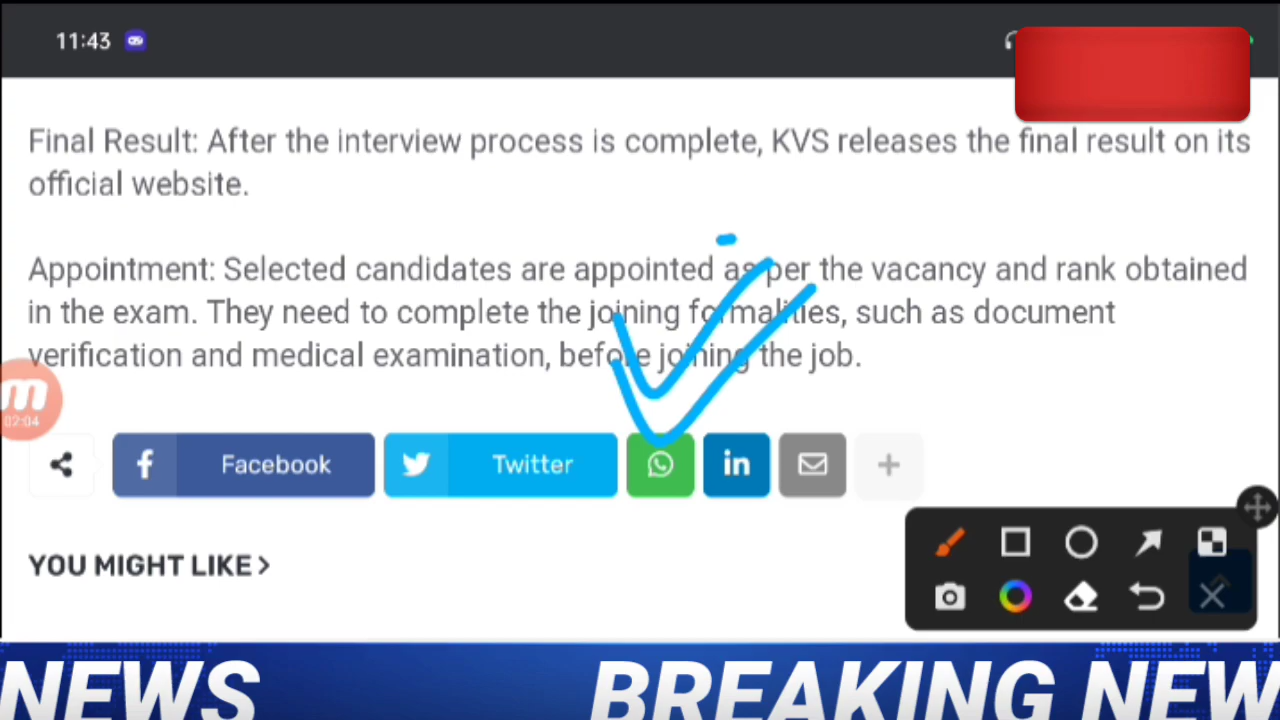 11:43
Final Result: After the interview process is complete, KVS releases the final result on its
official website.
Appointment: Selected candidates are appointed as per the vacancy and rank obtained
in the exam. They need to complete the joining formalities, such as document
verification and medical examination, before joining the job.
02:04
Facebook
Twitter
in
YOU MIGHT LIKE >
NEWS BREAKING NEW